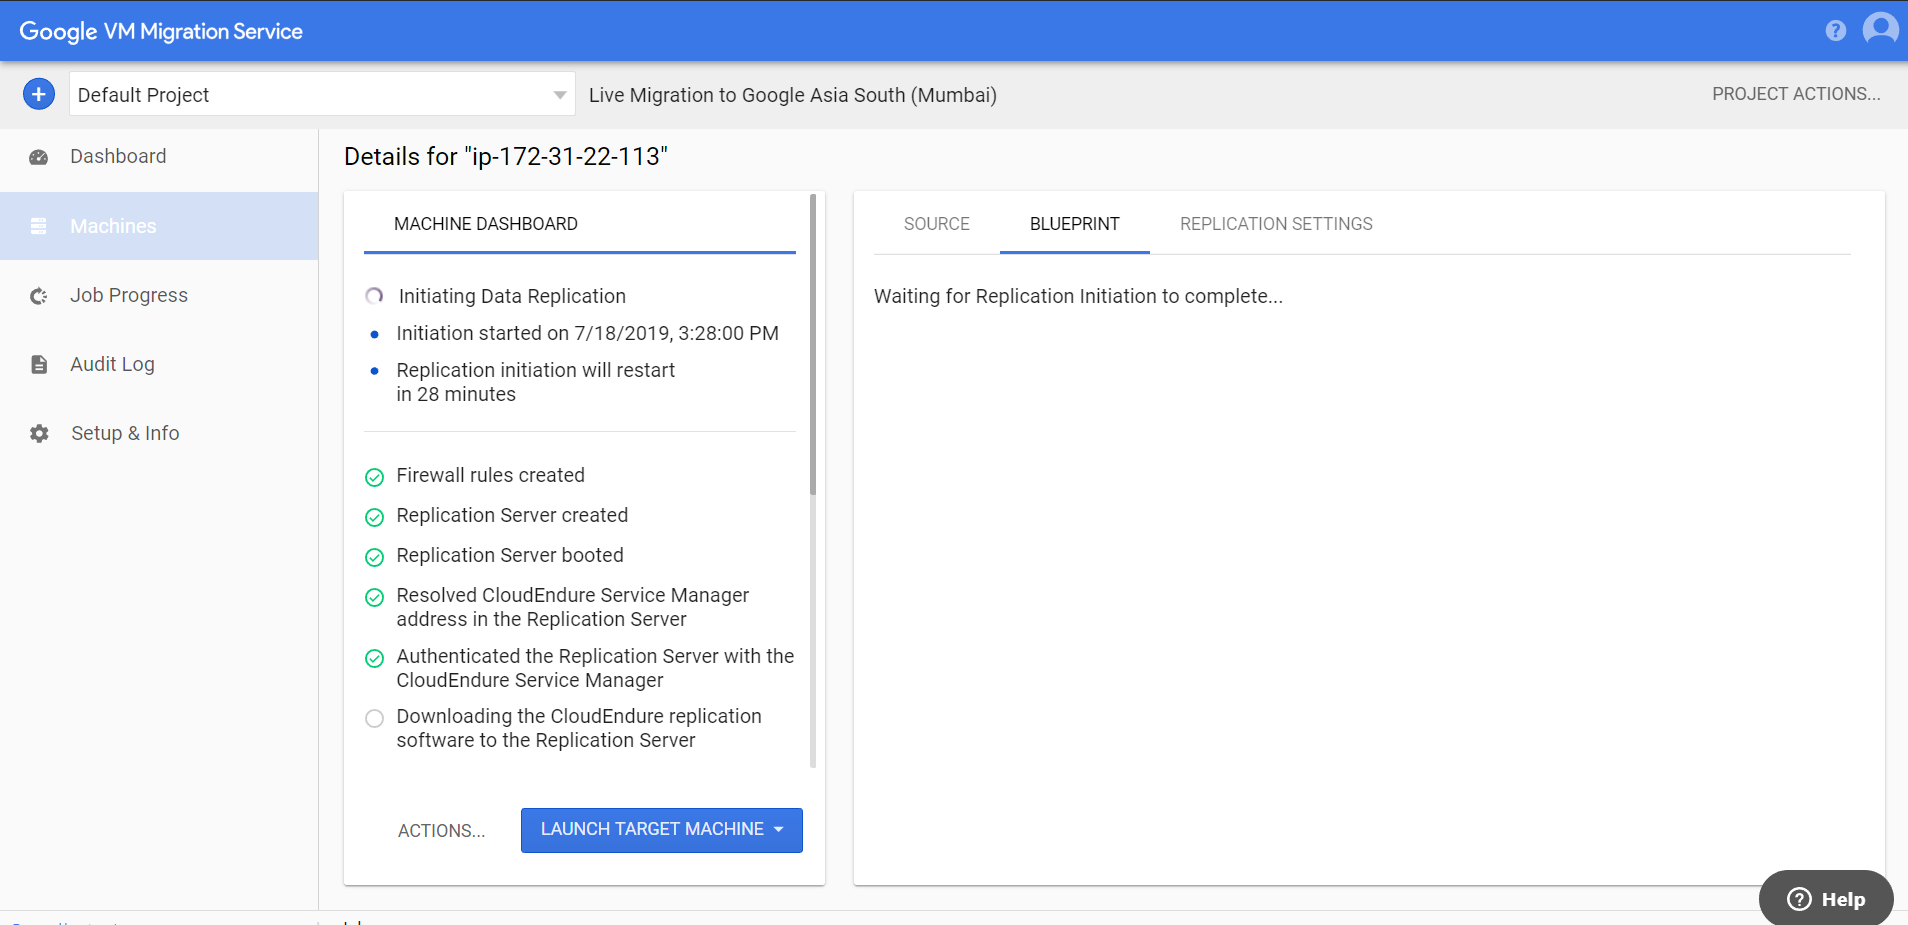 Google VM Migration Service
Default Project
Live Migration to Google Asia South (Mumbai)
PROJECT ACTIONS...
Dashboard
Machines
Job Progress
Audit Log
Setup & Info
Details for "ip-172-31-22-113"
MACHINE DASHBOARD
Initiating Data Replication
Initiation started on 7/18/2019, 3:28:00 PM
Replication initiation will restart
in 28 minutes
Firewall rules created
Replication Server created
Replication Server booted
Resolved CloudEndure Service Manager
address in the Replication Server
Authenticated the Replication Server with the
CloudEndure Service Manager
Downloading the CloudEndure replication
software to the Replication Server
ACTIONS...
LAUNCH TARGET MACHINE
SOURCE
BLUEPRINT
REPLICATION SETTINGS
Waiting for Replication Initiation to complete...
Help